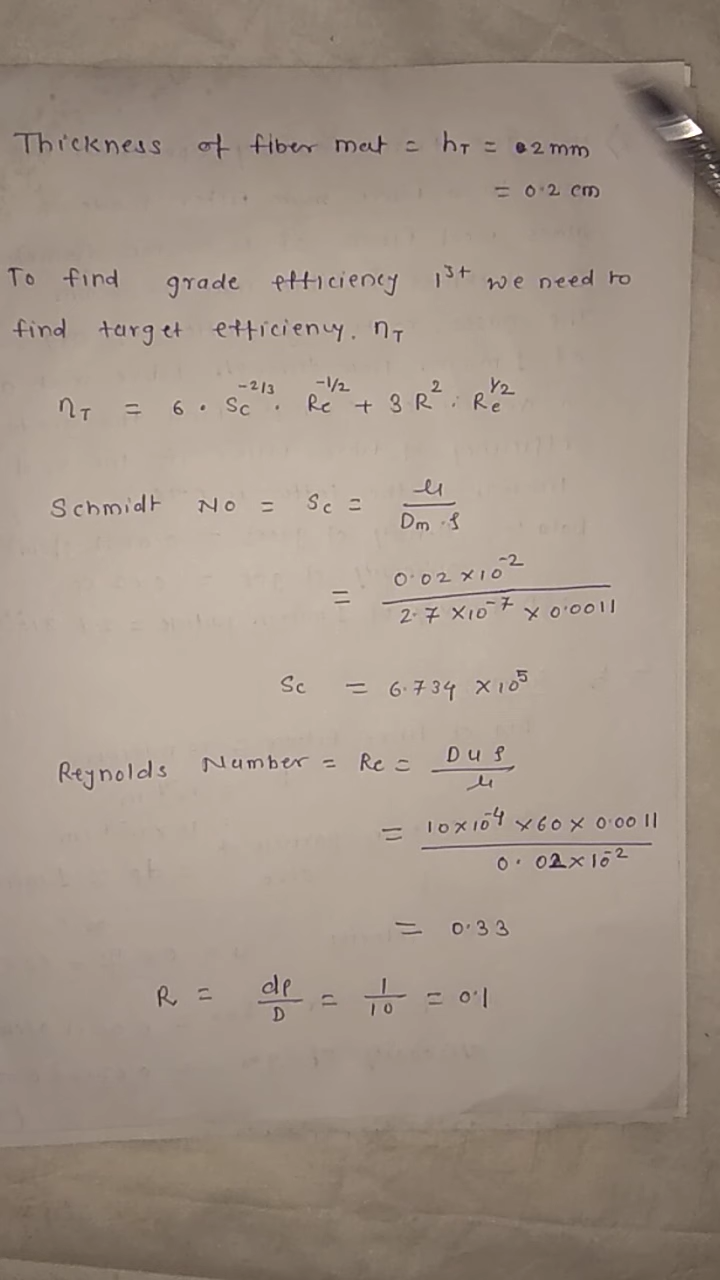 Thickness of fiber mat = hT = 2 mm
= 0.2 cm
To find grade efficiency 1st we need to
find target efficiency. ηT
ηT = 6 · Sc^-2/3 · Re^-1/2 + 3 R^2 · Re^1/2
Schmidt No = Sc = μ / Dm · ρ
= 0.02 × 10^-2 / 2.7 × 10^-7 × 0.0011
Sc = 6.734 × 10^5
Reynolds Number = Re = D u ρ / μ
= 10 × 10^-4 × 60 × 0.0011 / 0.02 × 10^-2
= 0.33
R = dp / D = 1 / 10 = 0.1